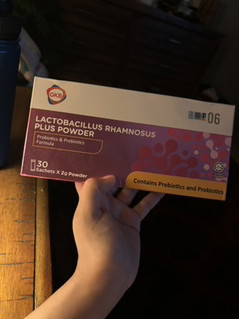 GKB
LACTOBACILLUS RHAMNOSUS
PLUS POWDER
Probiotics & Prebiotics
Formula
30
Sachets X 2g Powder
06
Contains Prebiotics and Probiotics